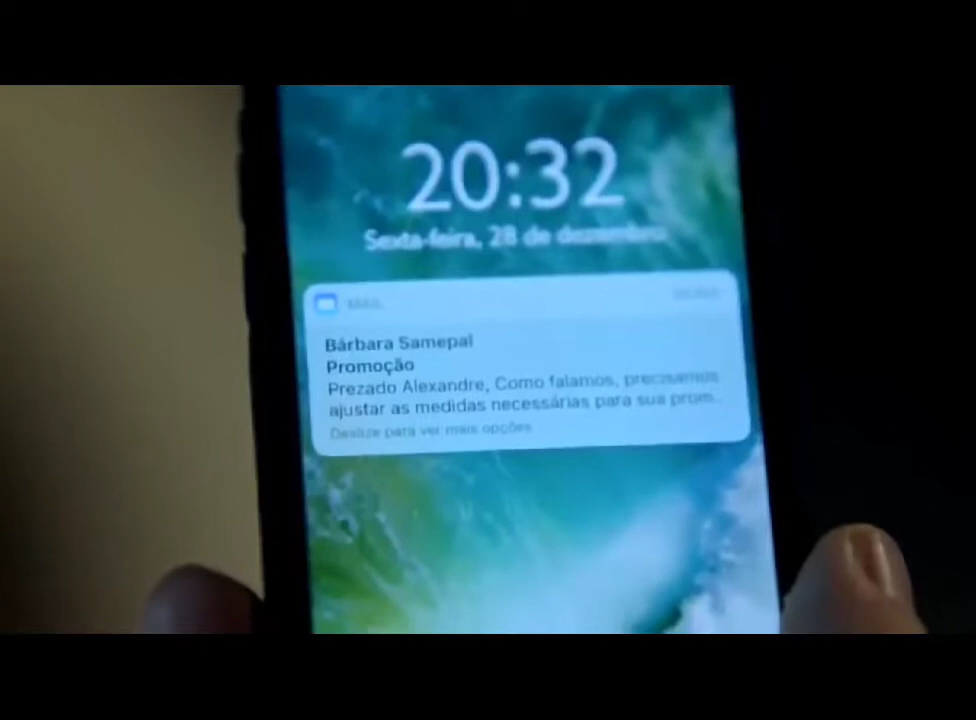 20:32
Sexta-feira, 28 de dezembro
MAIL
Bárbara Samepal
Promoção
Prezado Alexandre, Como falamos, precisamos
ajustar as medidas necessárias para sua prom...
Deslize para ver mais opções